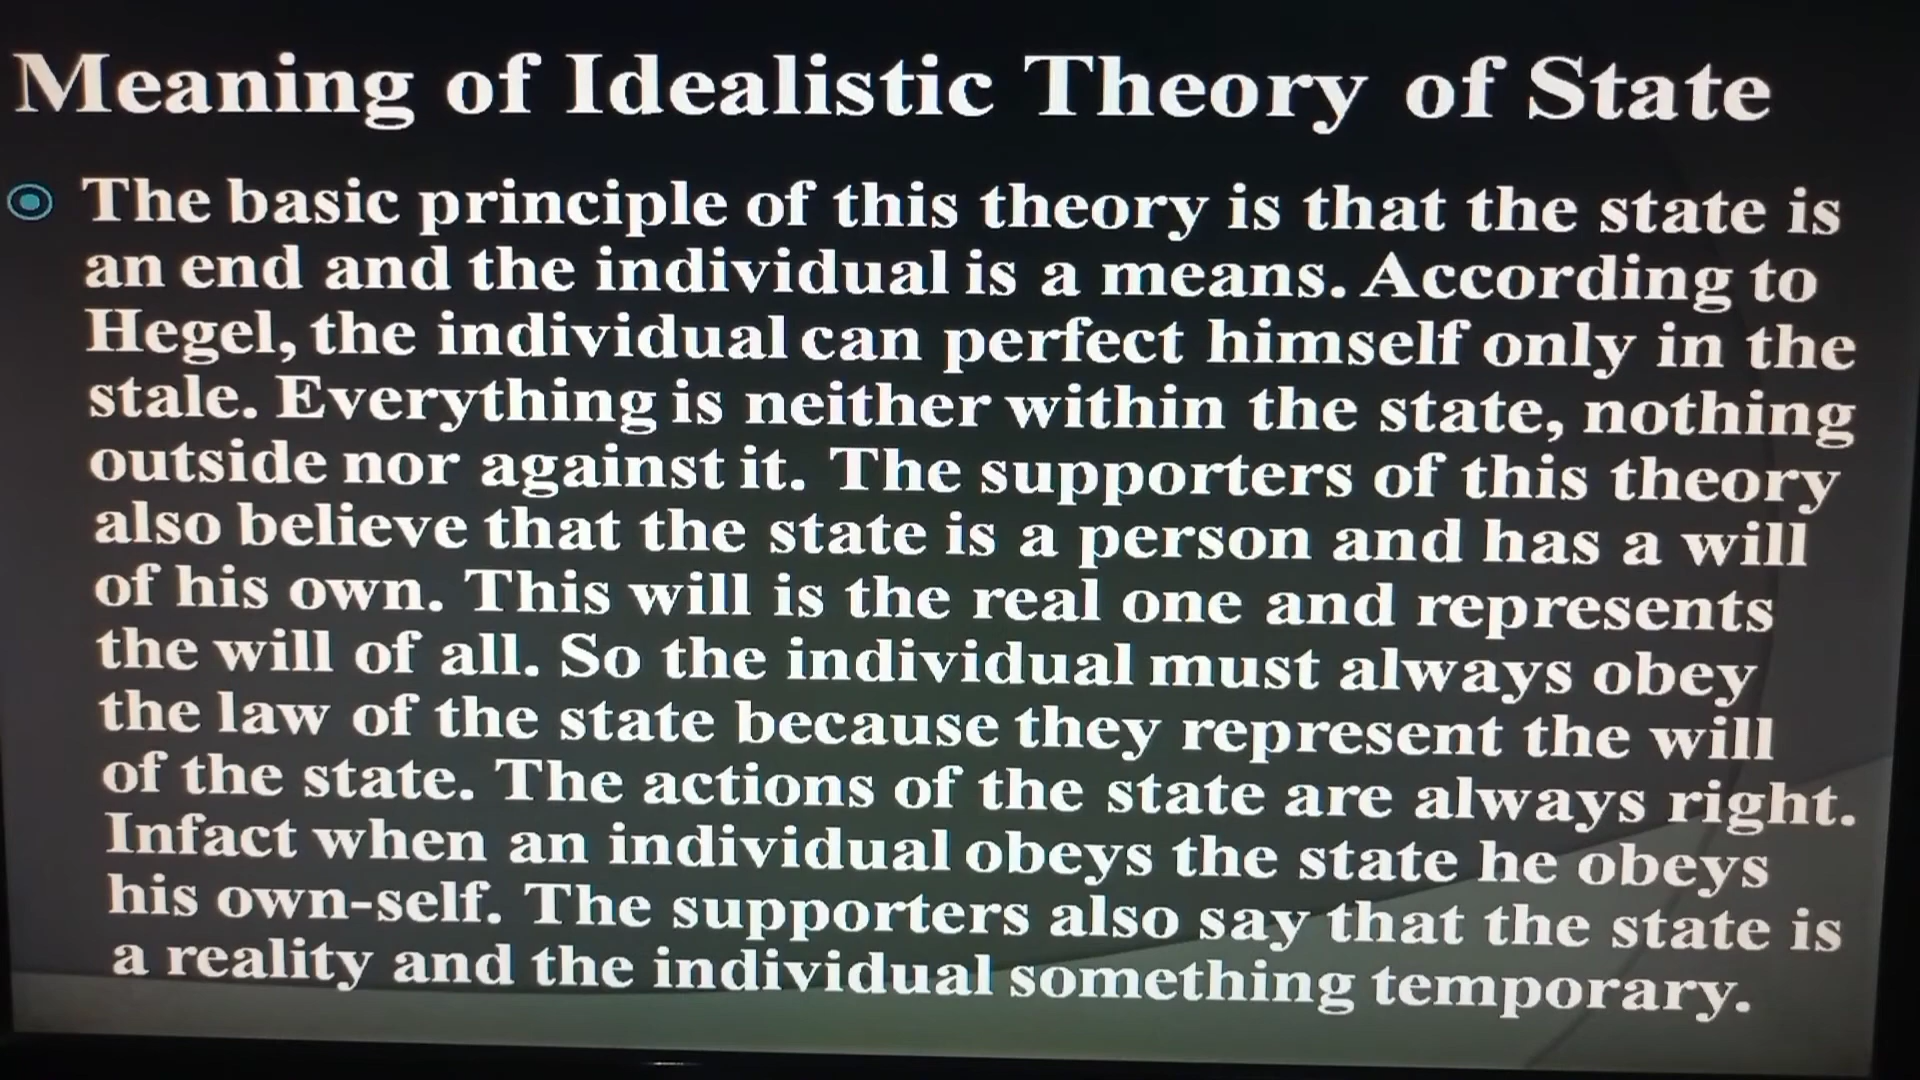 Meaning of Idealistic Theory of State
The basic principle of this theory is that the state is
an end and the individual is a means. According to
Hegel, the individual can perfect himself only in the
stale. Everything is neither within the state, nothing
outside nor against it. The supporters of this theory
also believe that the state is a person and has a will
of his own. This will is the real one and represents
the will of all. So the individual must always obey
the law of the state because they represent the will
of the state. The actions of the state are always right.
Infact when an individual obeys the state he obeys
his own-self. The supporters also say that the state is
a reality and the individual something temporary.